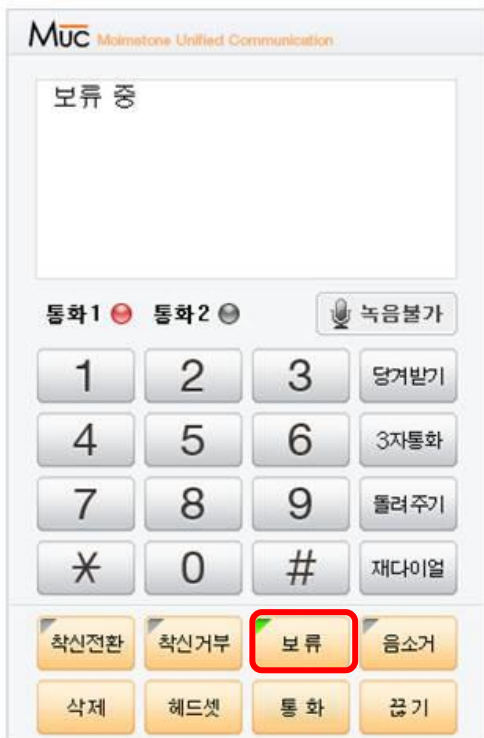 MUC Moimstone Unified Communication
보류 중
통화1 통화2 녹음불가
1 2 3 당겨받기
4 5 6 3자통화
7 8 9 돌려주기
* 0 # 재다이얼
착신전환 착신거부 보류 음소거
삭제 헤드셋 통화 끊기